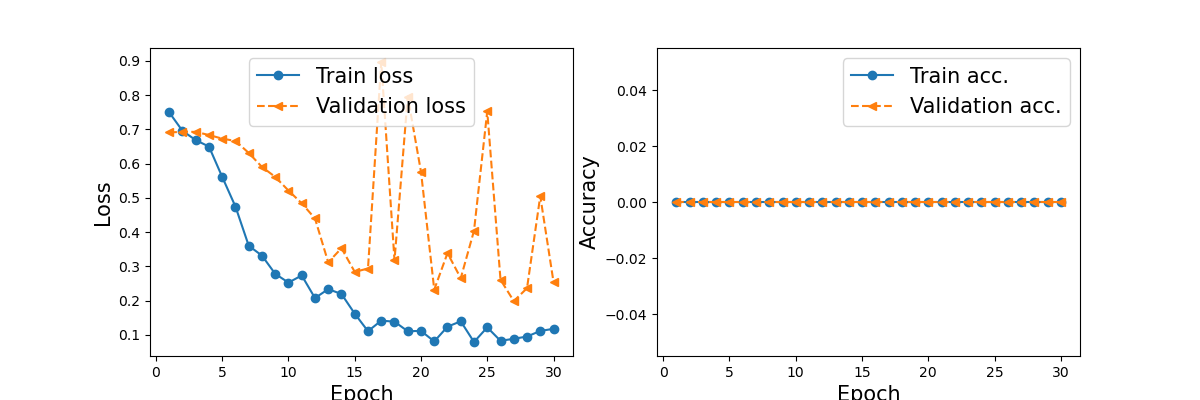 Train loss
Validation loss
0.9
0.8
0.7
0.6
0.5
0.4
0.3
0.2
0.1
Loss
0 5 10 15 20 25 30
Epoch
Train acc.
Validation acc.
0.04
0.02
0.00
−0.02
−0.04
Accuracy
0 5 10 15 20 25 30
Epoch